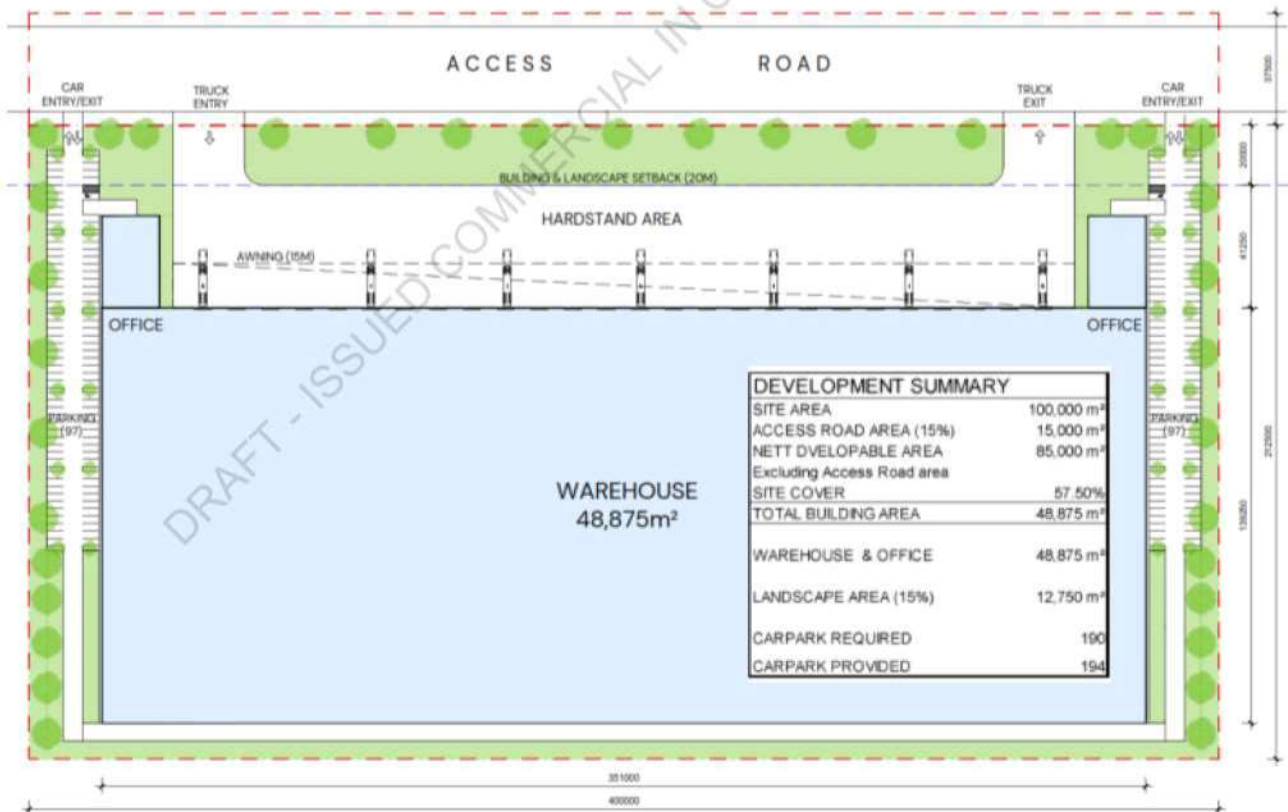 ACCESS ROAD
CAR
ENTRY/EXIT
TRUCK
ENTRY
TRUCK
EXIT
CAR
ENTRY/EXIT
37500
20000
BUILDING & LANDSCAPE SETBACK (20M)
HARDSTAND AREA
41250
AWNING (15M)
OFFICE
OFFICE
DRAFT - ISSUED COMMERCIAL IN
PARKING
(97)
PARKING
(97)
212500
WAREHOUSE
48,875m²
DEVELOPMENT SUMMARY
SITE AREA 100,000 m²
ACCESS ROAD AREA (15%) 15,000 m²
NETT DVELOPABLE AREA 85,000 m²
Excluding Access Road area
SITE COVER 57.50%
TOTAL BUILDING AREA 48,875 m²
WAREHOUSE & OFFICE 48,875 m²
LANDSCAPE AREA (15%) 12,750 m²
CARPARK REQUIRED 190
CARPARK PROVIDED 194
351000
400000